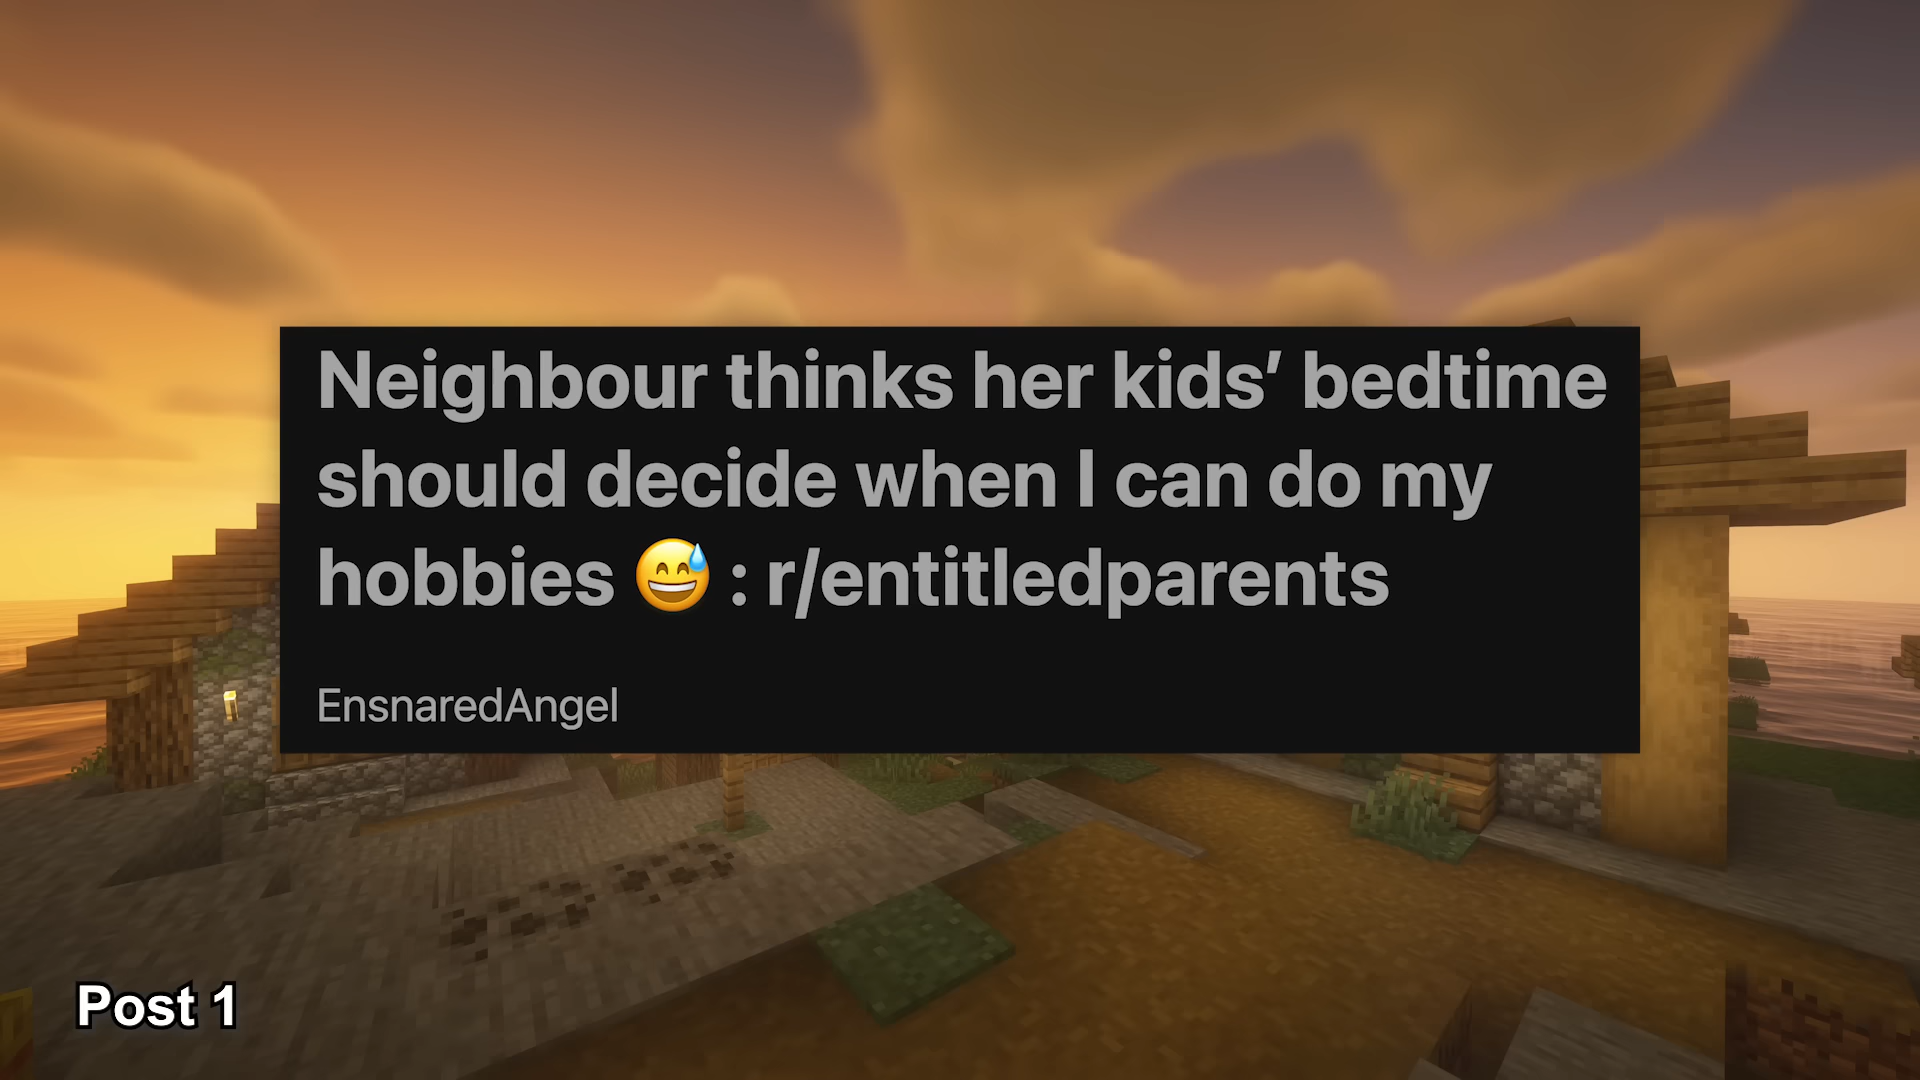 Neighbour thinks her kids’ bedtime
should decide when I can do my
hobbies 😅 : r/entitledparents
EnsnaredAngel
Post 1